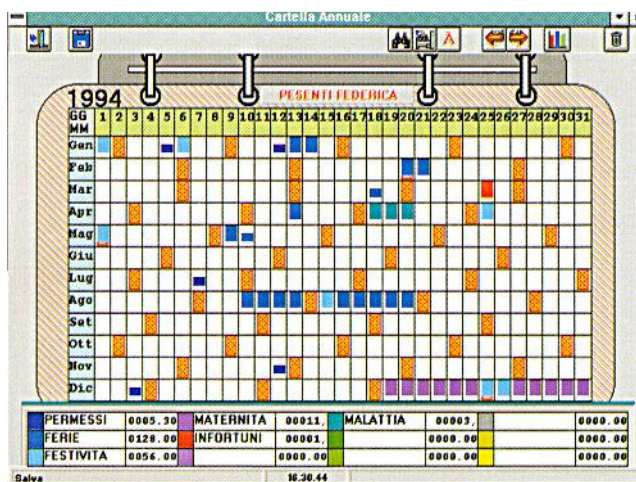 Cartella Annuale
1994 PESENTI FEDERICA
GG 1 2 3 4 5 6 7 8 9 10 11 12 13 14 15 16 17 18 19 20 21 22 23 24 25 26 27 28 29 30 31
MM
Gen
Feb
Mar
Apr
Mag
Giu
Lug
Ago
Set
Ott
Nov
Dic
PERMESSI 0005.30 MATERNITA 00011, MALATTIA 00003, 0000.00
FERIE 0128.00 INFORTUNI 00001, 0000.00 0000.00
FESTIVITA 0056.00 0000.00 0000.00 0000.00
Salva 16.30.44